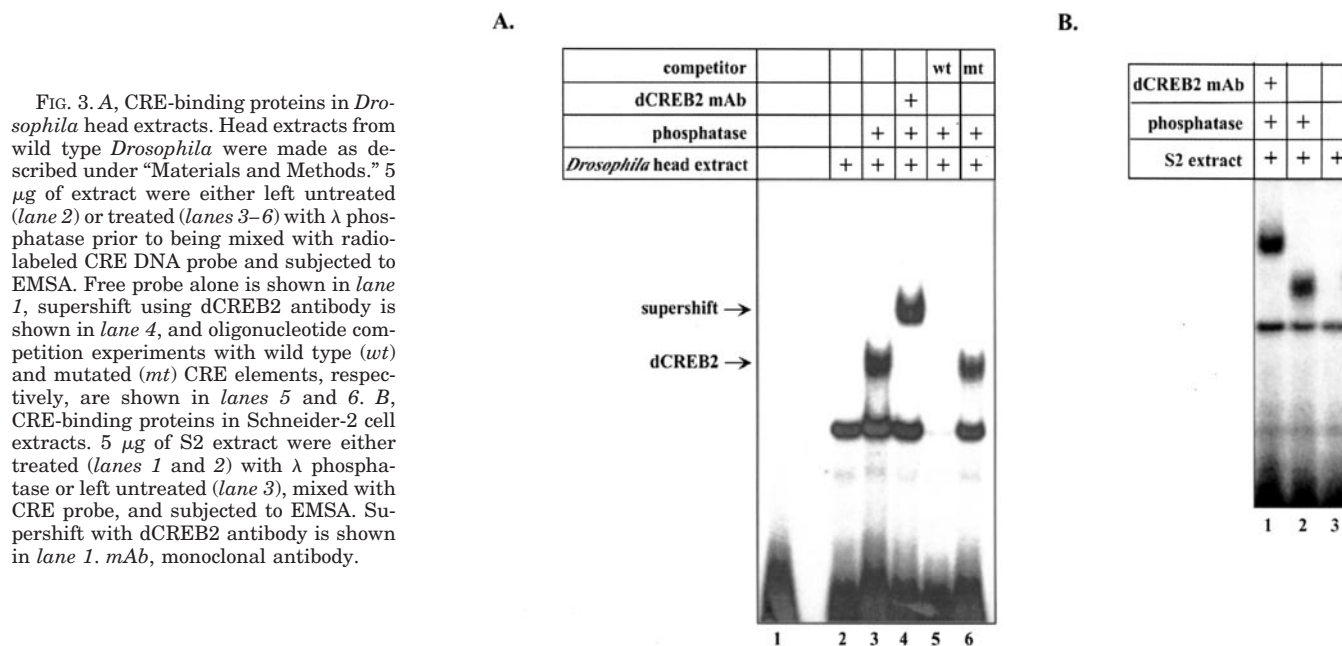 FIG. 3. A, CRE-binding proteins in Dro-
sophila head extracts. Head extracts from
wild type Drosophila were made as de-
scribed under “Materials and Methods.” 5
μg of extract were either left untreated
(lane 2) or treated (lanes 3–6) with λ phos-
phatase prior to being mixed with radio-
labeled CRE DNA probe and subjected to
EMSA. Free probe alone is shown in lane
1, supershift using dCREB2 antibody is
shown in lane 4, and oligonucleotide com-
petition experiments with wild type (wt)
and mutated (mt) CRE elements, respec-
tively, are shown in lanes 5 and 6. B,
CRE-binding proteins in Schneider-2 cell
extracts. 5 μg of S2 extract were either
treated (lanes 1 and 2) with λ phospha-
tase or left untreated (lane 3), mixed with
CRE probe, and subjected to EMSA. Su-
pershift with dCREB2 antibody is shown
in lane 1. mAb, monoclonal antibody.
A.
competitor wt mt
dCREB2 mAb +
phosphatase + + + +
Drosophila head extract + + + + +
supershift →
dCREB2 →
1 2 3 4 5 6
B.
dCREB2 mAb +
phosphatase + +
S2 extract + + +
1 2 3